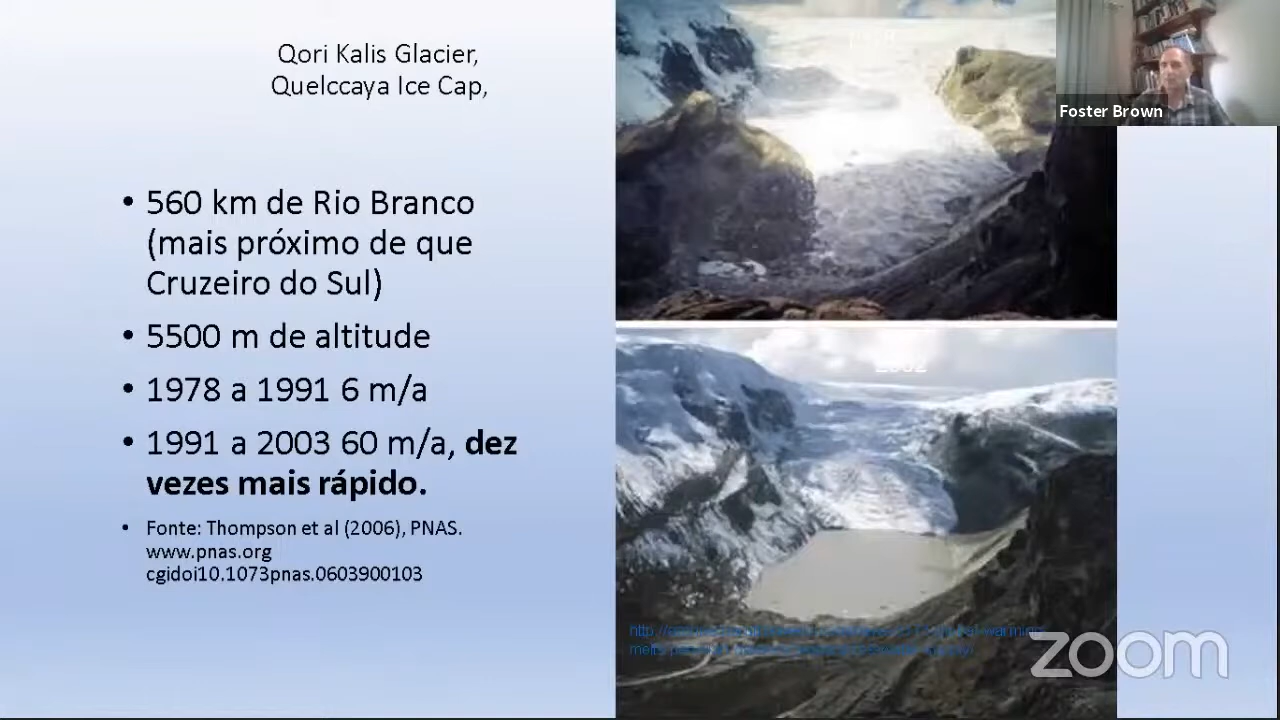 Qori Kalis Glacier,
Quelccaya Ice Cap,
• 560 km de Rio Branco
(mais próximo de que
Cruzeiro do Sul)
• 5500 m de altitude
• 1978 a 1991 6 m/a
• 1991 a 2003 60 m/a, dez
vezes mais rápido.
• Fonte: Thompson et al (2006), PNAS.
www.pnas.org
cgidoi10.1073pnas.0603900103
Foster Brown
zoom